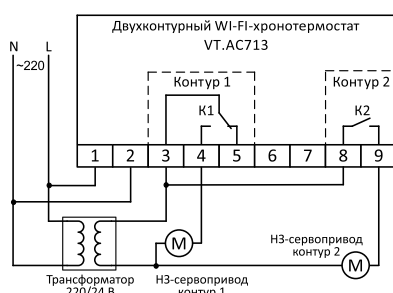 Двухконтурный WI-FI-хронотермостат
VT.AC713
N L
~220
Контур 1
Контур 2
К1
К2
1 2 3 4 5 6 7 8 9
М
НЗ-сервопривод
контур 2
М
Трансформатор
220/24 В
НЗ-сервопривод
контур 1